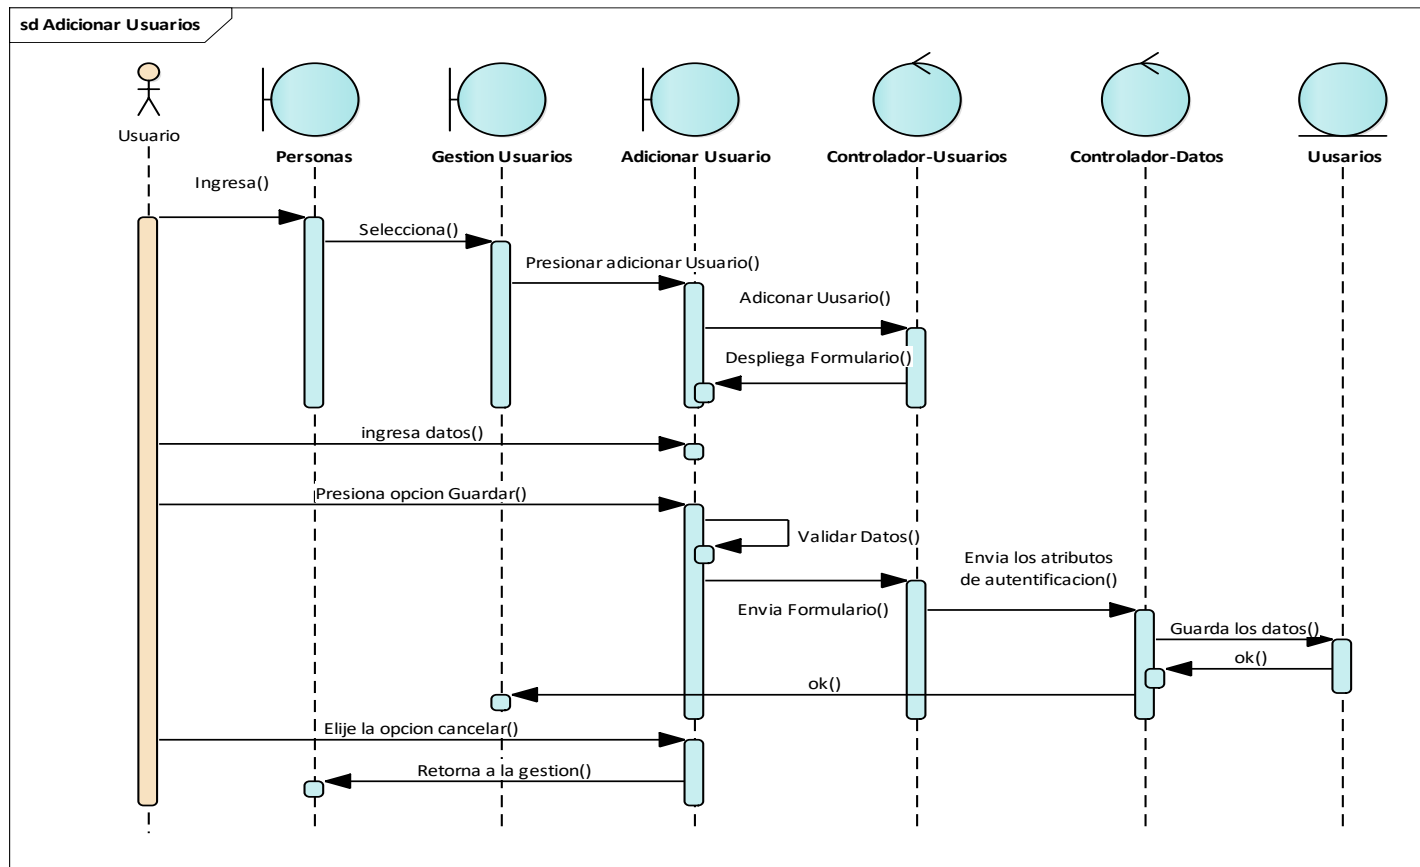 sd Adicionar Usuarios
Usuario
Personas
Gestion Usuarios
Adicionar Usuario
Controlador-Usuarios
Controlador-Datos
Uusarios
Ingresa()
Selecciona()
Presionar adicionar Usuario()
Adiconar Uusario()
Despliega Formulario()
ingresa datos()
Presiona opcion Guardar()
Validar Datos()
Envia los atributos
de autentificacion()
Envia Formulario()
Guarda los datos()
ok()
ok()
Elije la opcion cancelar()
Retorna a la gestion()